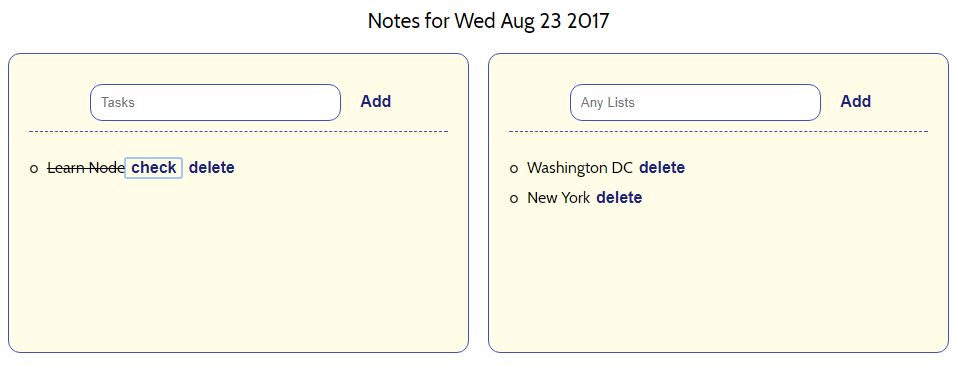 Notes for Wed Aug 23 2017
Tasks Add
Learn Node check delete
Any Lists Add
Washington DC delete
New York delete